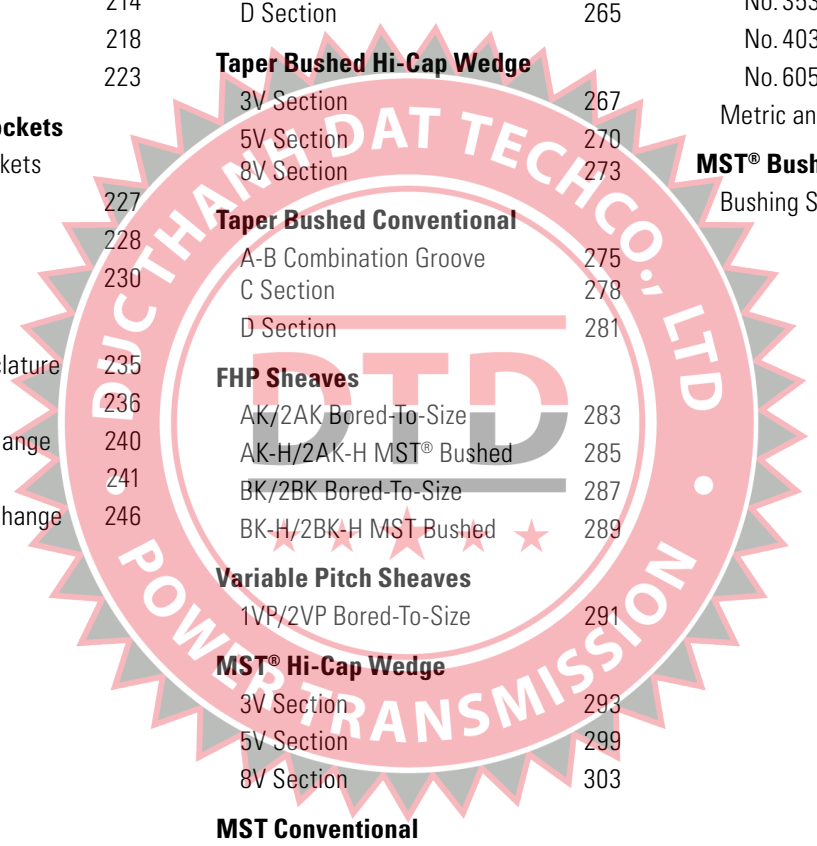 214
218
223
ckets
kets
227
228
230
lature 235
236
ange 240
241
hange 246
D Section 265
Taper Bushed Hi-Cap Wedge
3V Section 267
5V Section 270
8V Section 273
Taper Bushed Conventional
A-B Combination Groove 275
C Section 278
D Section 281
FHP Sheaves
AK/2AK Bored-To-Size 283
AK-H/2AK-H MST® Bushed 285
BK/2BK Bored-To-Size 287
BK-H/2BK-H MST Bushed 289
Variable Pitch Sheaves
1VP/2VP Bored-To-Size 291
MST® Hi-Cap Wedge
3V Section 293
5V Section 299
8V Section 303
MST Conventional
No. 353
No. 403
No. 605
Metric an
MST® Bush
Bushing S
DUC THANH DAT TECHCO., LTD
DTD
POWER TRANSMISSION